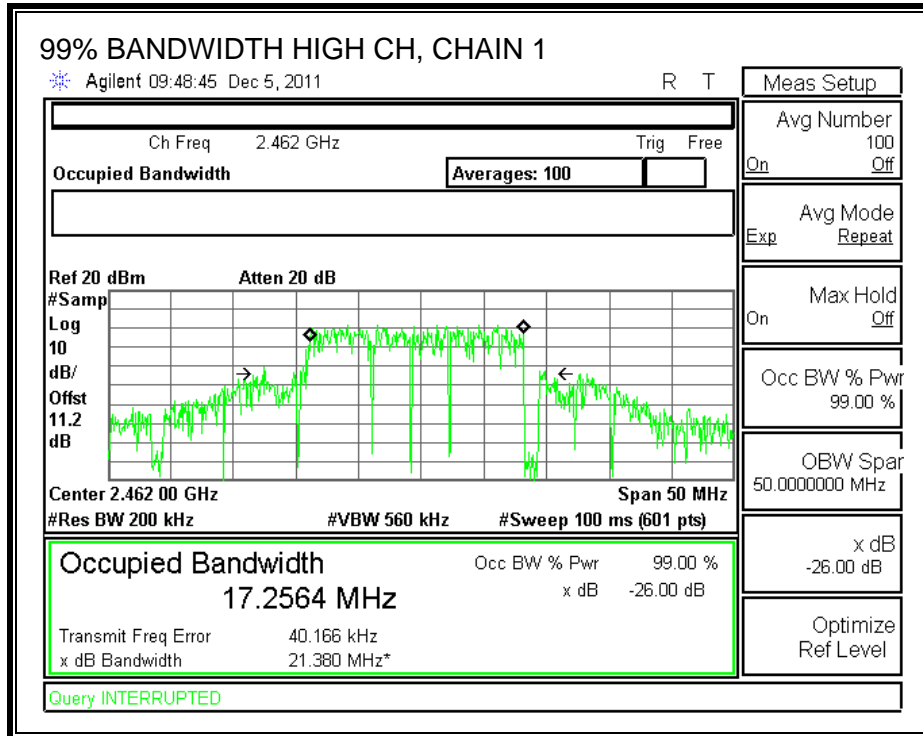 99% BANDWIDTH HIGH CH, CHAIN 1
Agilent 09:48:45 Dec 5, 2011 R T
Ch Freq 2.462 GHz Trig Free
Occupied Bandwidth Averages: 100
Ref 20 dBm Atten 20 dB
#Samp
Log
10
dB/
Offst
11.2
dB
Center 2.462 00 GHz Span 50 MHz
#Res BW 200 kHz #VBW 560 kHz #Sweep 100 ms (601 pts)
Occupied Bandwidth
17.2564 MHz
Occ BW % Pwr 99.00 %
x dB -26.00 dB
Transmit Freq Error 40.166 kHz
x dB Bandwidth 21.380 MHz*
Query INTERRUPTED
Meas Setup
Avg Number
100
On Off
Avg Mode
Exp Repeat
Max Hold
On Off
Occ BW % Pwr
99.00 %
OBW Span
50.0000000 MHz
x dB
-26.00 dB
Optimize
Ref Level